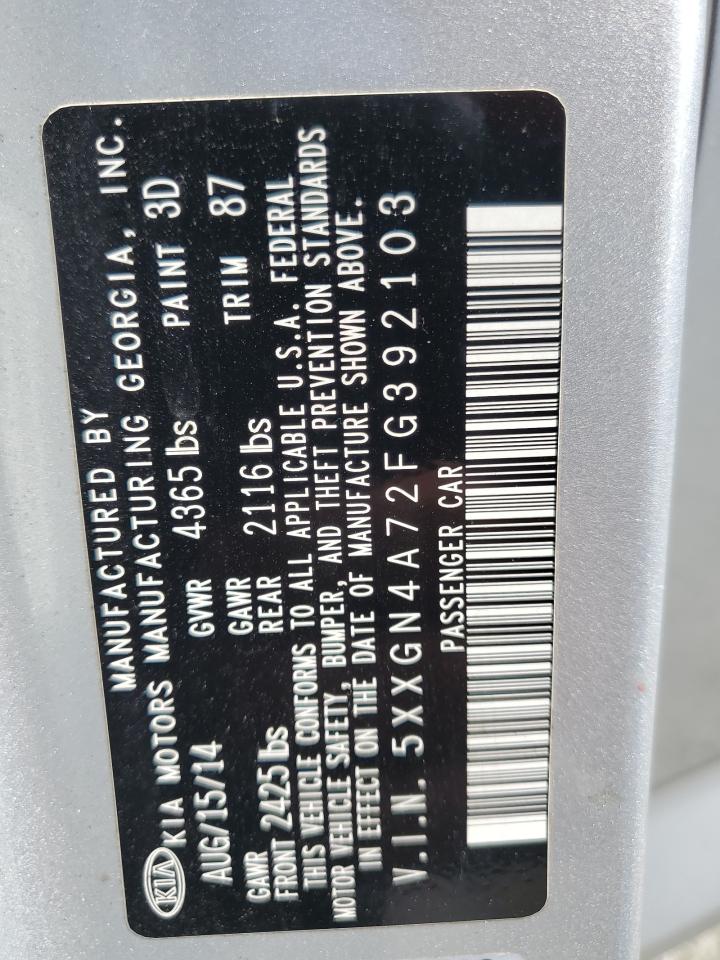 MANUFACTURED BY
KIA KIA MOTORS MANUFACTURING GEORGIA, INC.
AUG/15/14 GVWR 4365 lbs PAINT 3D
GAWR GAWR TRIM 87
FRONT 2425 lbs REAR 2116 lbs
THIS VEHICLE CONFORMS TO ALL APPLICABLE U.S.A. FEDERAL
MOTOR VEHICLE SAFETY, BUMPER, AND THEFT PREVENTION STANDARDS
IN EFFECT ON THE DATE OF MANUFACTURE SHOWN ABOVE.
V.I.N. 5XXGN4A72FG392103
PASSENGER CAR